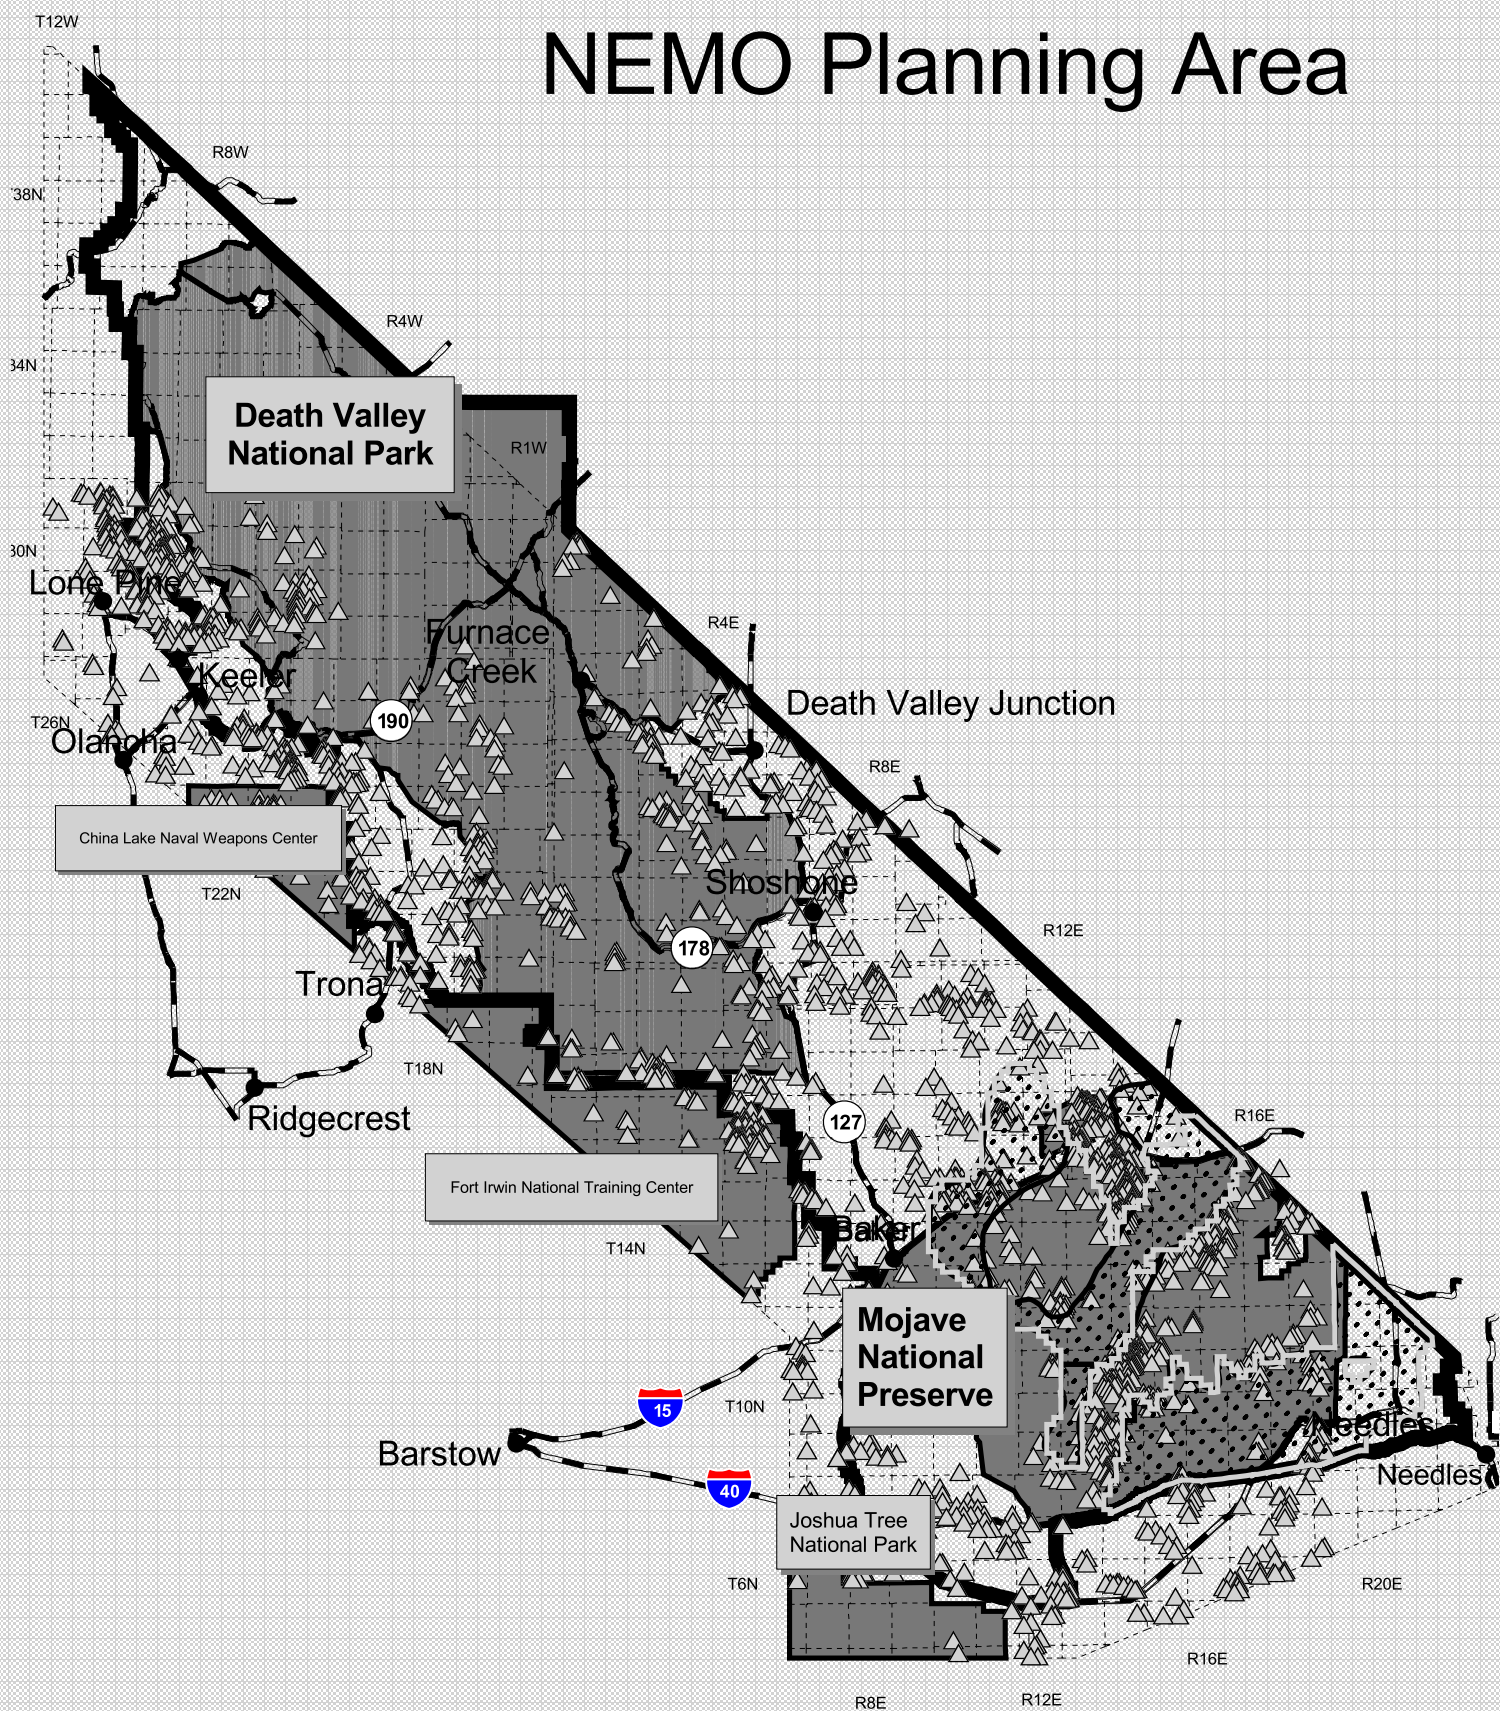 T12W
NEMO Planning Area
R8W
38N
R4W
34N
Death Valley
National Park
R1W
30N
Lone Pine
R4E
Furnace
Creek
Keeler
Death Valley Junction
T26N
190
Olancha
R8E
China Lake Naval Weapons Center
T22N
Shoshone
R12E
178
Trona
T18N
Ridgecrest
127
R16E
Fort Irwin National Training Center
Baker
T14N
Mojave
National
Preserve
15
T10N
Needles
Barstow
Needles
40
Joshua Tree
National Park
T6N
R20E
R16E
R12E
R8E